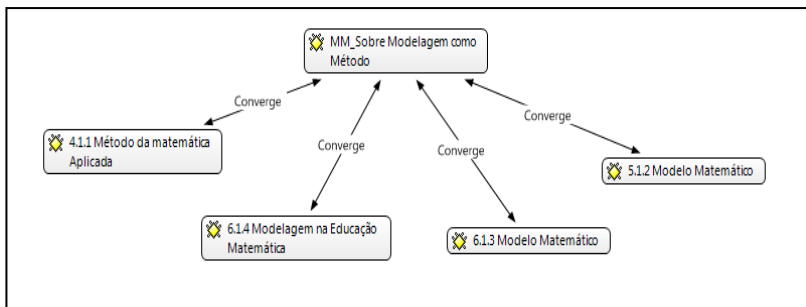 MM_Sobre Modelagem como
Método
Converge
Converge
Converge
Converge
4.1.1 Método da matemática
Aplicada
5.1.2 Modelo Matemático
6.1.4 Modelagem na Educação
Matemática
6.1.3 Modelo Matemático